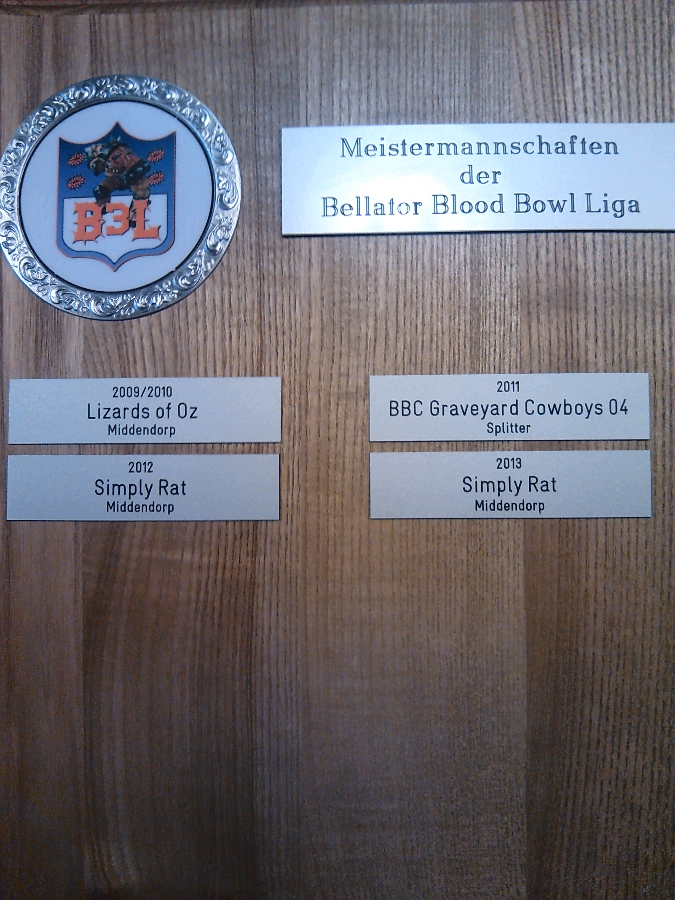 B3L
Meistermannschaften
der
Bellator Blood Bowl Liga
2009/2010
Lizards of Oz
Middendorp
2011
BBC Graveyard Cowboys 04
Splitter
2012
Simply Rat
Middendorp
2013
Simply Rat
Middendorp